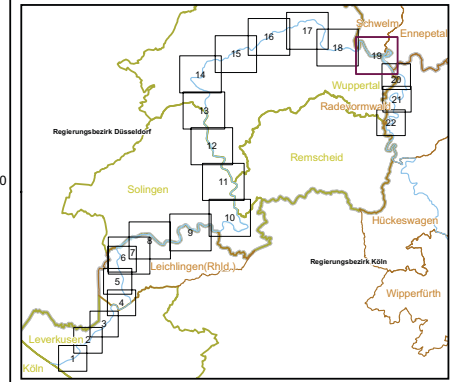 Schwelm
Ennepetal
17
16
18
15
19
14
20
Wuppertal
21
Radevormwald
13
22
Regierungsbezirk Düsseldorf
12
Remscheid
11
0
Solingen
10
Hückeswagen
9
8
7
6
Leichlingen(Rhld.)
Regierungsbezirk Köln
5
Wipperfürth
4
3
Leverkusen
2
1
Köln